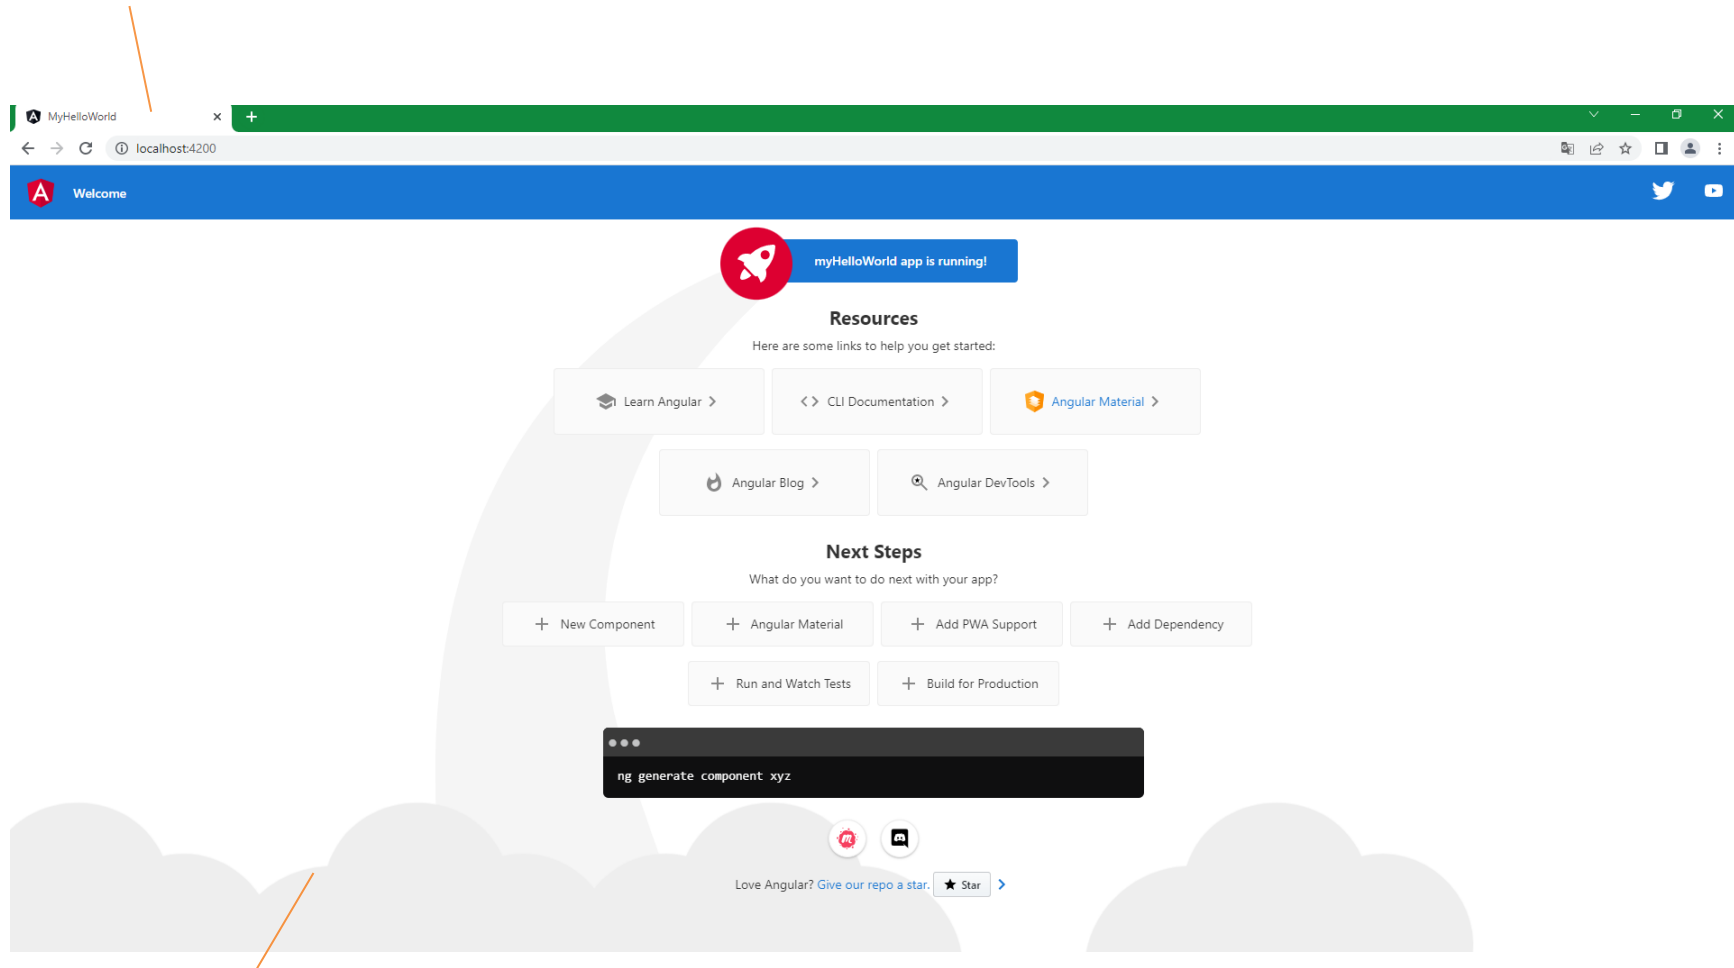 MyHelloWorld
localhost:4200
Welcome
myHelloWorld app is running!
Resources
Here are some links to help you get started:
Learn Angular
CLI Documentation
Angular Material
Angular Blog
Angular DevTools
Next Steps
What do you want to do next with your app?
New Component
Angular Material
Add PWA Support
Add Dependency
Run and Watch Tests
Build for Production
ng generate component xyz
Love Angular? Give our repo a star. Star